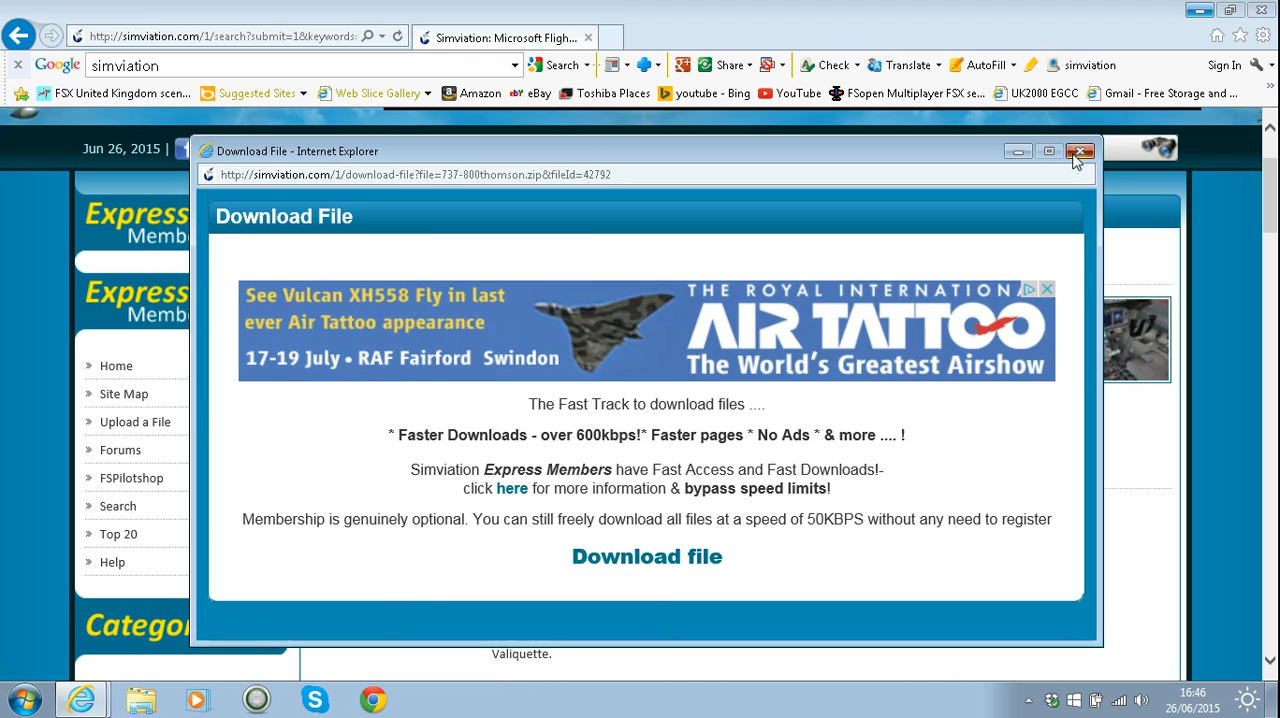 http://simviation.com/1/search?submit=1&keywords:
Simviation: Microsoft Fligh...
Google simviation Search Share Check Translate AutoFill simviation Sign In
FSX United Kingdom scen... Suggested Sites Web Slice Gallery Amazon eBay Toshiba Places youtube - Bing YouTube FSopen Multiplayer FSX se... UK2000 EGCC Gmail - Free Storage and ...
Jun 26, 2015 |
Download File - Internet Explorer
http://simviation.com/1/download-file?file=737-800thomson.zip&fileId=42792
Download File
Express
Membe
Express
Membe
See Vulcan XH558 Fly in last
ever Air Tattoo appearance
17-19 July • RAF Fairford Swindon
THE ROYAL INTERNATIONA
AIR TATTOO
The World's Greatest Airshow
The Fast Track to download files ....
* Faster Downloads - over 600kbps!* Faster pages * No Ads * & more .... !
Simviation Express Members have Fast Access and Fast Downloads!-
click here for more information & bypass speed limits!
Membership is genuinely optional. You can still freely download all files at a speed of 50KBPS without any need to register
Download file
Home
Site Map
Upload a File
Forums
FSPilotshop
Search
Top 20
Help
Categor
Valiquette.
16:46
26/06/2015